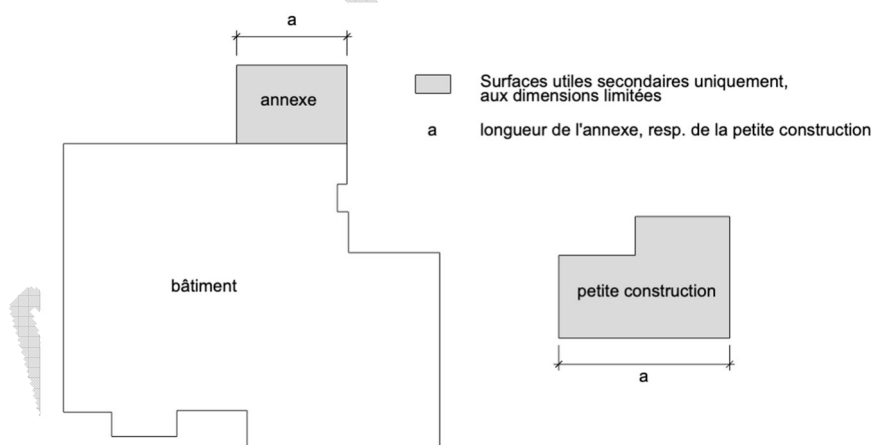 a
annexe
Surfaces utiles secondaires uniquement,
aux dimensions limitées
a longueur de l'annexe, resp. de la petite construction
bâtiment
petite construction
a